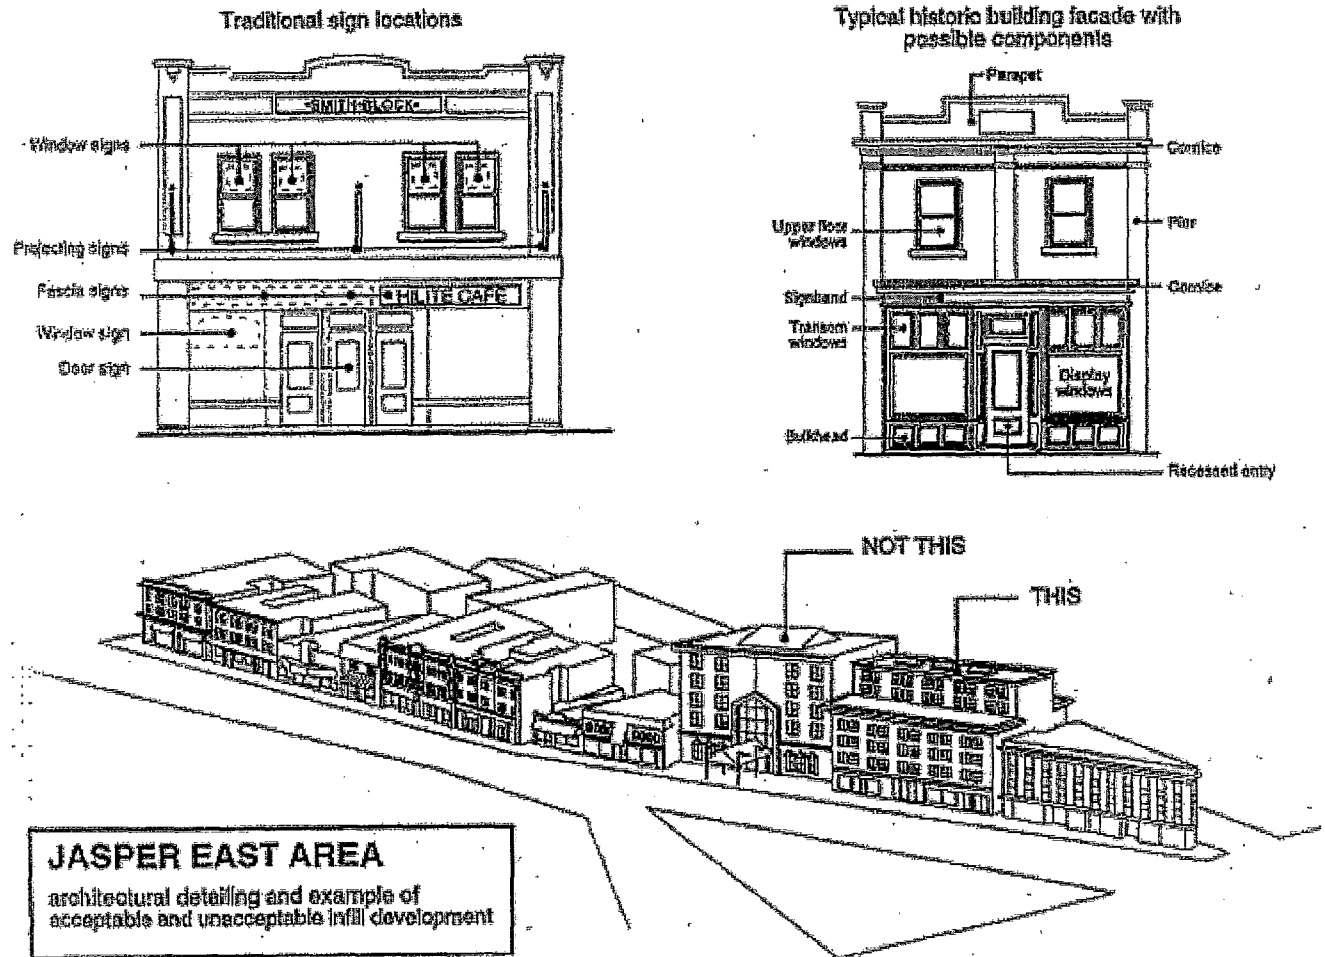 Traditional sign locations
SMITH BLOCK
Window signs
Projecting signs
Fascia signs
HILITE CAFE
Window sign
Door sign
Typical historic building facade with
possible components
Parapet
Cornice
Upper floor
windows
Pier
Cornice
Signband
Transom
windows
Display
windows
Bulkhead
Recessed entry
NOT THIS
THIS
JASPER EAST AREA
architectural detailing and example of
acceptable and unacceptable infill development